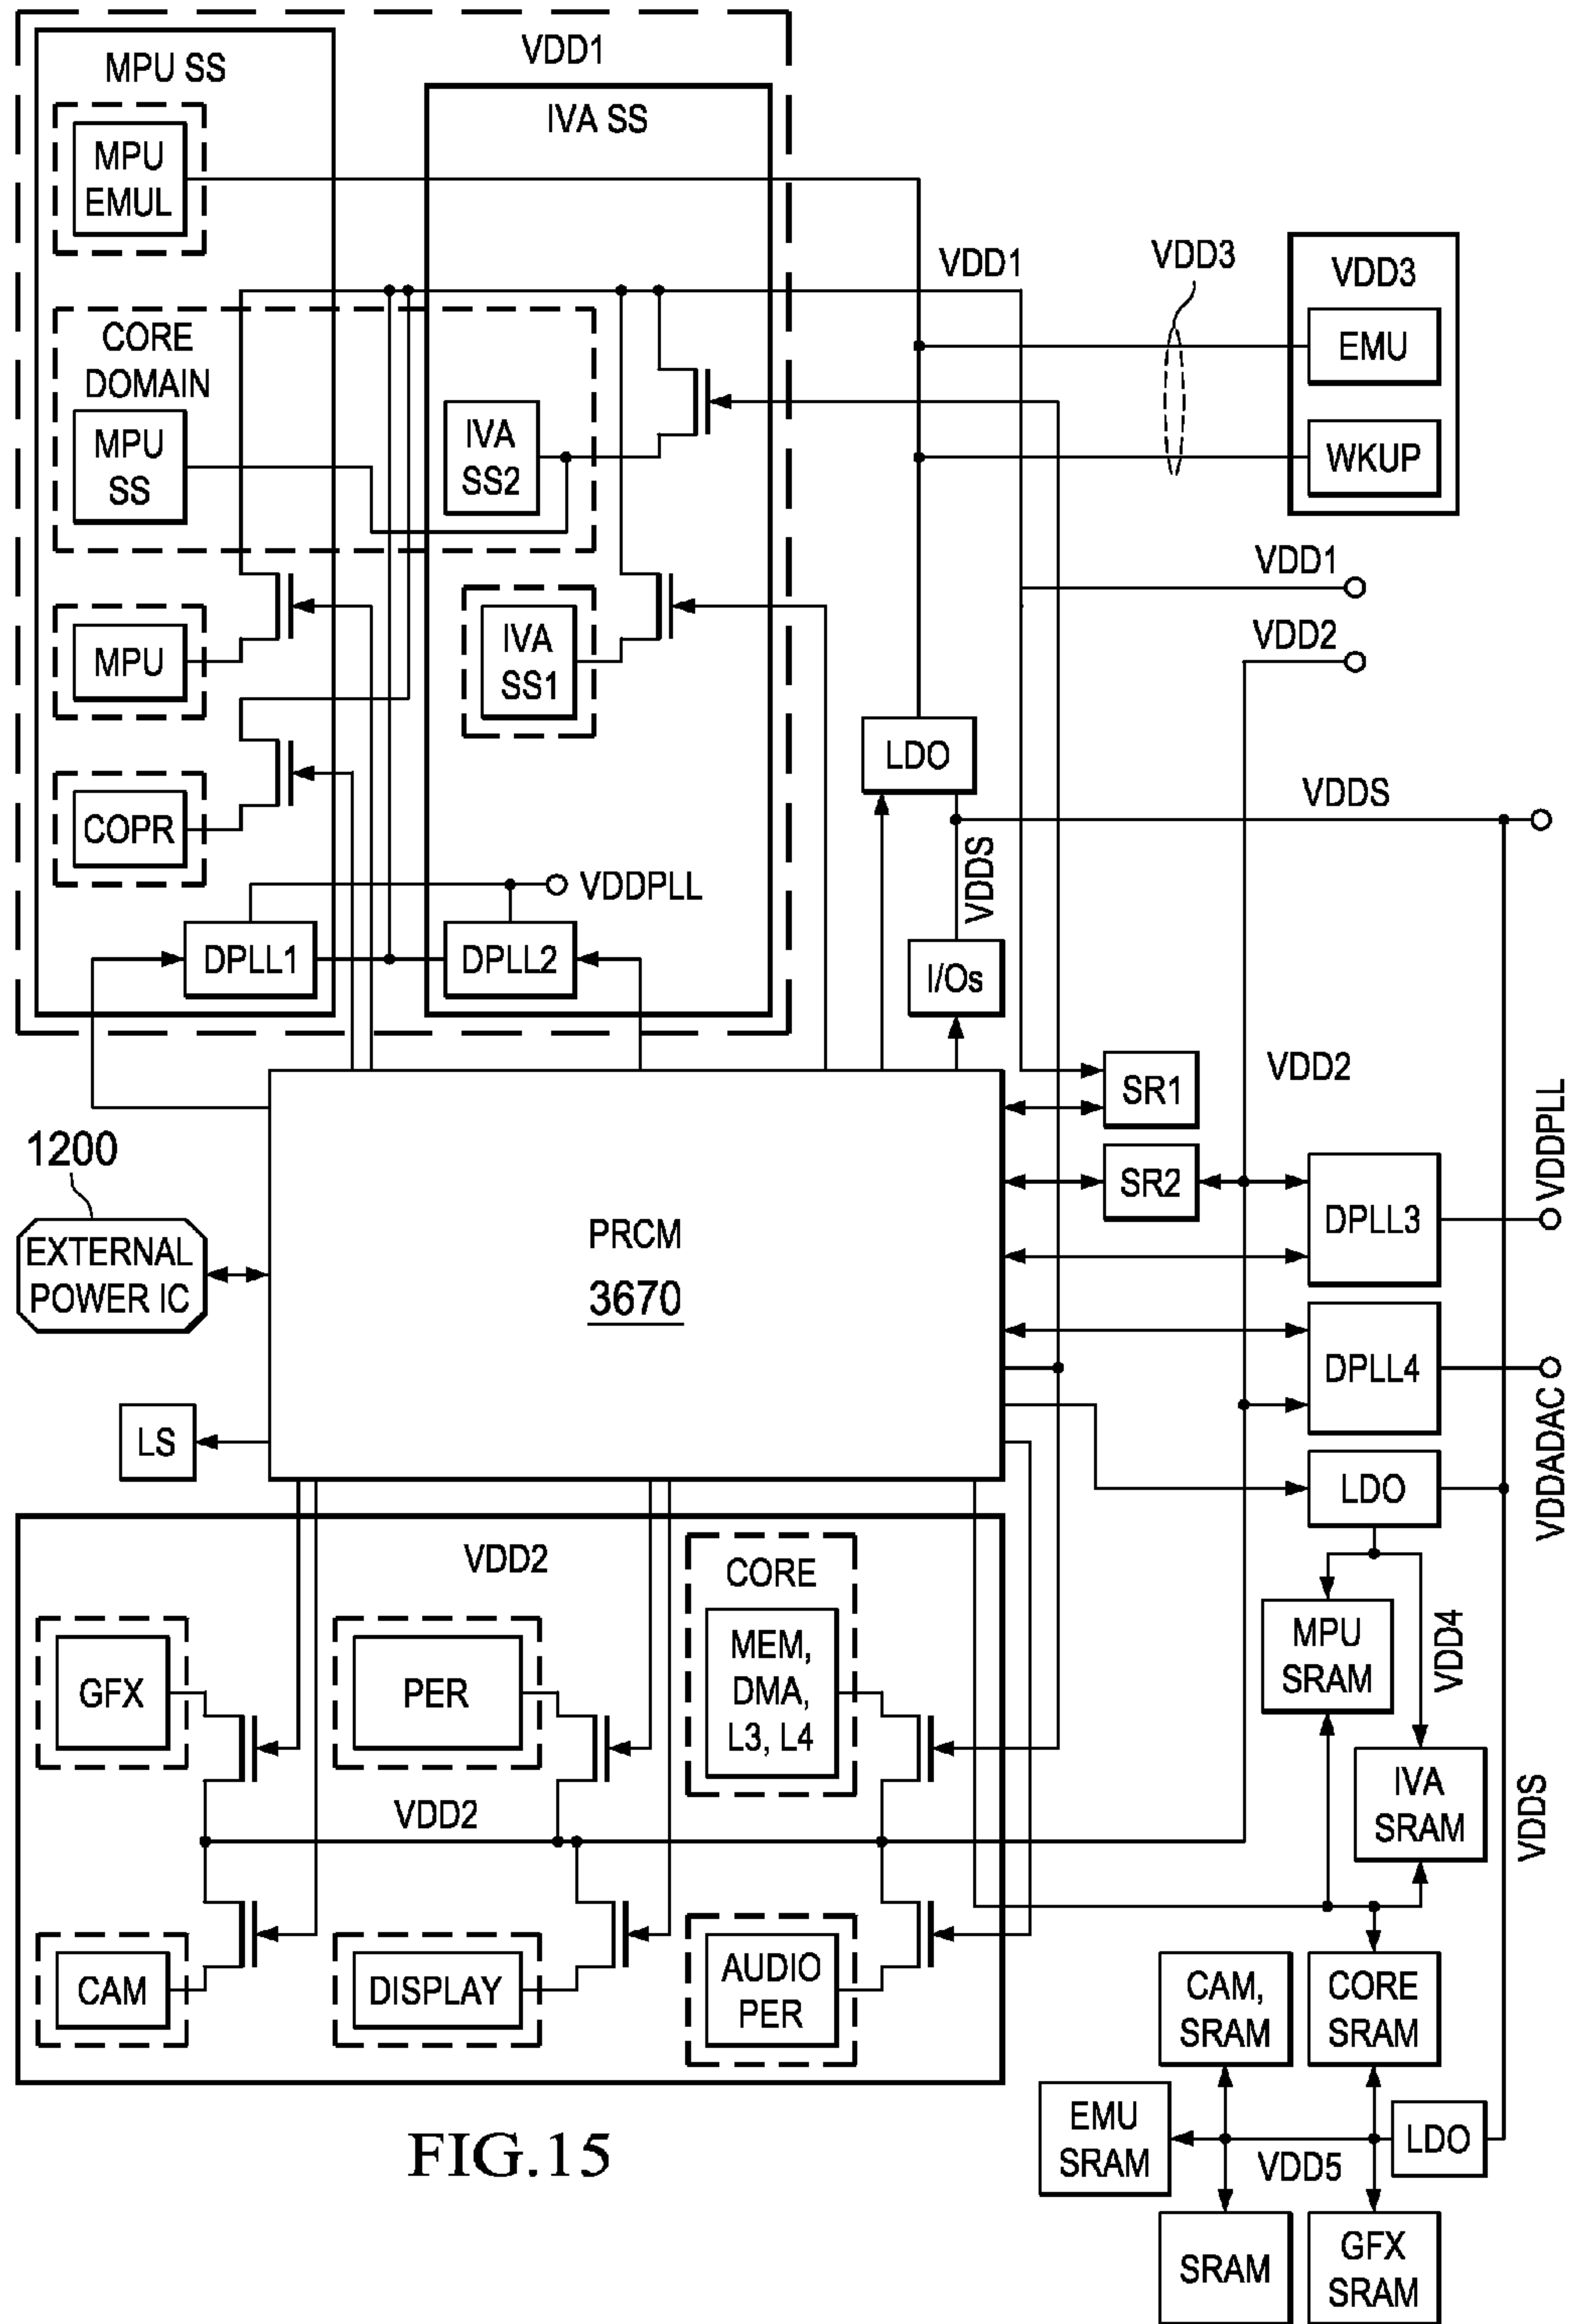 VDD1
MPU SS
IVA SS
MPU
EMUL
VDD1
VDD3
VDD3
EMU
WKUP
CORE
DOMAIN
MPU
SS
IVA
SS2
VDD1
VDD2
MPU
IVA
SS1
LDO
VDDS
COPR
VDDS
VDDPLL
DPLL1
DPLL2
I/Os
VDD2
SR1
VDDPLL
1200
SR2
DPLL3
EXTERNAL
POWER IC
PRCM
3670
DPLL4
VDDADAC
LS
LDO
VDD2
CORE
GFX
PER
MEM,
DMA,
L3, L4
MPU
SRAM
VDD4
VDD2
IVA
SRAM
VDDS
CAM
DISPLAY
AUDIO
PER
CAM,
SRAM
CORE
SRAM
EMU
SRAM
VDD5
LDO
SRAM
GFX
SRAM
FIG.15